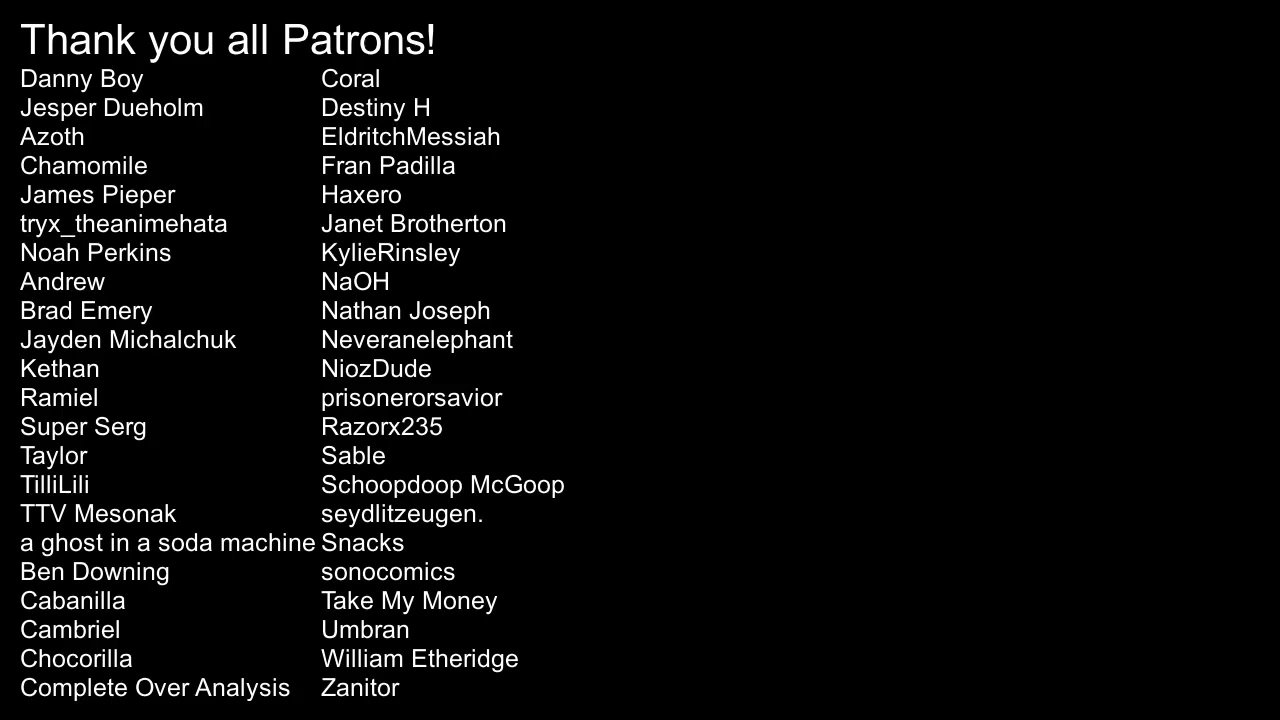 Thank you all Patrons!
Danny Boy
Jesper Dueholm
Azoth
Chamomile
James Pieper
tryx_theanimehata
Noah Perkins
Andrew
Brad Emery
Jayden Michalchuk
Kethan
Ramiel
Super Serg
Taylor
TilliLili
TTV Mesonak
a ghost in a soda machine
Ben Downing
Cabanilla
Cambriel
Chocorilla
Complete Over Analysis
Coral
Destiny H
EldritchMessiah
Fran Padilla
Haxero
Janet Brotherton
KylieRinsley
NaOH
Nathan Joseph
Neveranelephant
NiozDude
prisonerorsavior
Razorx235
Sable
Schoopdoop McGoop
seydlitzeugen.
Snacks
sonocomics
Take My Money
Umbran
William Etheridge
Zanitor